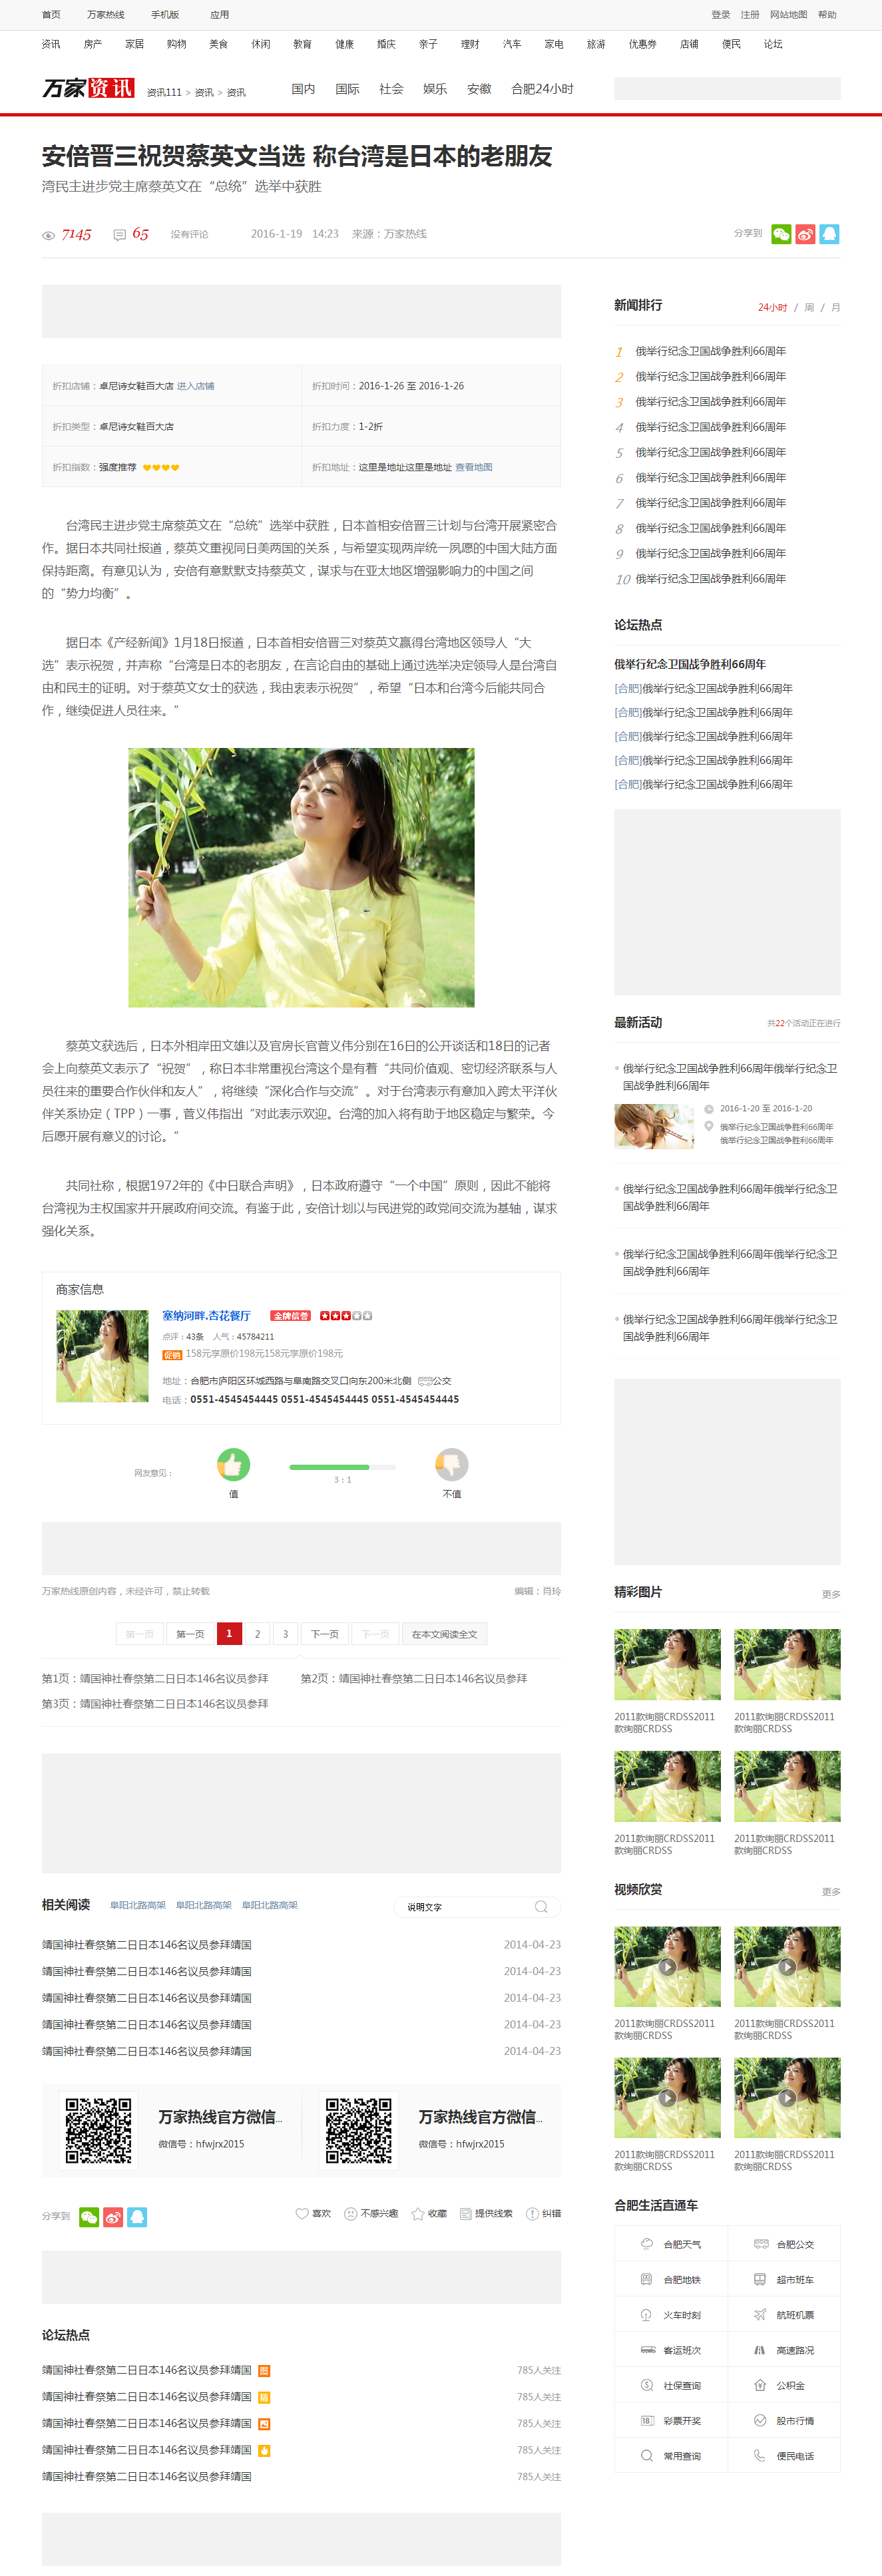 首页 万家热线 手机版 应用 登录 注册 网站地图 帮助
资讯 房产 家居 购物 美食 休闲 教育 健康 婚庆 亲子 理财 汽车 家电 旅游 优惠劵 店铺 便民 论坛
万家资讯 资讯111 > 资讯 > 资讯 国内 国际 社会 娱乐 安徽 合肥24小时
安倍晋三祝贺蔡英文当选 称台湾是日本的老朋友
湾民主进步党主席蔡英文在“总统”选举中获胜
7145 65 没有评论 2016-1-19 14:23 来源：万家热线 分享到
折扣店铺：卓尼诗女鞋百大店 进入店铺 折扣时间：2016-1-26 至 2016-1-26
折扣类型：卓尼诗女鞋百大店 折扣力度：1-2折
折扣指数：强度推荐 折扣地址：这里是地址这里是地址 查看地图
台湾民主进步党主席蔡英文在“总统”选举中获胜，日本首相安倍晋三计划与台湾开展紧密合
作。据日本共同社报道，蔡英文重视同日美两国的关系，与希望实现两岸统一夙愿的中国大陆方面
保持距离。有意见认为，安倍有意默默支持蔡英文，谋求与在亚太地区增强影响力的中国之间
的“势力均衡”。
据日本《产经新闻》1月18日报道，日本首相安倍晋三对蔡英文赢得台湾地区领导人“大
选”表示祝贺，并声称“台湾是日本的老朋友，在言论自由的基础上通过选举决定领导人是台湾自
由和民主的证明。对于蔡英文女士的获选，我由衷表示祝贺”，希望“日本和台湾今后能共同合
作，继续促进人员往来。”
蔡英文获选后，日本外相岸田文雄以及官房长官菅义伟分别在16日的公开谈话和18日的记者
会上向蔡英文表示了“祝贺”，称日本非常重视台湾这个是有着“共同价值观、密切经济联系与人
员往来的重要合作伙伴和友人”，将继续“深化合作与交流”。对于台湾表示有意加入跨太平洋伙
伴关系协定（TPP）一事，菅义伟指出“对此表示欢迎。台湾的加入将有助于地区稳定与繁荣。今
后愿开展有意义的讨论。”
共同社称，根据1972年的《中日联合声明》，日本政府遵守“一个中国”原则，因此不能将
台湾视为主权国家并开展政府间交流。有鉴于此，安倍计划以与民进党的政党间交流为基轴，谋求
强化关系。
商家信息
塞纳河畔.杏花餐厅 金牌信誉
点评：43条 人气：45784211
促销 158元享原价198元158元享原价198元
地址：合肥市庐阳区环城西路与阜南路交叉口向东200米北侧 公交
电话：0551-4545454445 0551-4545454445 0551-4545454445
网友意见：
值
3：1
不值
万家热线原创内容，未经许可，禁止转载 编辑：肖玲
第一页 第一页 1 2 3 下一页 下一页 在本文阅读全文
第1页：靖国神社春祭第二日日本146名议员参拜 第2页：靖国神社春祭第二日日本146名议员参拜
第3页：靖国神社春祭第二日日本146名议员参拜
相关阅读 阜阳北路高架 阜阳北路高架 阜阳北路高架 说明文字
靖国神社春祭第二日日本146名议员参拜靖国 2014-04-23
靖国神社春祭第二日日本146名议员参拜靖国 2014-04-23
靖国神社春祭第二日日本146名议员参拜靖国 2014-04-23
靖国神社春祭第二日日本146名议员参拜靖国 2014-04-23
靖国神社春祭第二日日本146名议员参拜靖国 2014-04-23
万家热线官方微信... 万家热线官方微信...
微信号：hfwjrx2015 微信号：hfwjrx2015
分享到 喜欢 不感兴趣 收藏 提供线索 纠错
论坛热点
靖国神社春祭第二日日本146名议员参拜靖国 785人关注
靖国神社春祭第二日日本146名议员参拜靖国 785人关注
靖国神社春祭第二日日本146名议员参拜靖国 785人关注
靖国神社春祭第二日日本146名议员参拜靖国 785人关注
靖国神社春祭第二日日本146名议员参拜靖国 785人关注
新闻排行 24小时 / 周 / 月
1 俄举行纪念卫国战争胜利66周年
2 俄举行纪念卫国战争胜利66周年
3 俄举行纪念卫国战争胜利66周年
4 俄举行纪念卫国战争胜利66周年
5 俄举行纪念卫国战争胜利66周年
6 俄举行纪念卫国战争胜利66周年
7 俄举行纪念卫国战争胜利66周年
8 俄举行纪念卫国战争胜利66周年
9 俄举行纪念卫国战争胜利66周年
10 俄举行纪念卫国战争胜利66周年
论坛热点
俄举行纪念卫国战争胜利66周年
[合肥]俄举行纪念卫国战争胜利66周年
[合肥]俄举行纪念卫国战争胜利66周年
[合肥]俄举行纪念卫国战争胜利66周年
[合肥]俄举行纪念卫国战争胜利66周年
[合肥]俄举行纪念卫国战争胜利66周年
最新活动 共22个活动正在进行
俄举行纪念卫国战争胜利66周年俄举行纪念卫
国战争胜利66周年
2016-1-20 至 2016-1-20
俄举行纪念卫国战争胜利66周年
俄举行纪念卫国战争胜利66周年
俄举行纪念卫国战争胜利66周年俄举行纪念卫
国战争胜利66周年
俄举行纪念卫国战争胜利66周年俄举行纪念卫
国战争胜利66周年
俄举行纪念卫国战争胜利66周年俄举行纪念卫
国战争胜利66周年
精彩图片 更多
2011款绚丽CRDSS2011 2011款绚丽CRDSS2011
款绚丽CRDSS 款绚丽CRDSS
2011款绚丽CRDSS2011 2011款绚丽CRDSS2011
款绚丽CRDSS 款绚丽CRDSS
视频欣赏 更多
2011款绚丽CRDSS2011 2011款绚丽CRDSS2011
款绚丽CRDSS 款绚丽CRDSS
2011款绚丽CRDSS2011 2011款绚丽CRDSS2011
款绚丽CRDSS 款绚丽CRDSS
合肥生活直通车
合肥天气 合肥公交
合肥地铁 超市班车
火车时刻 航班机票
客运班次 高速路况
社保查询 公积金
彩票开奖 股市行情
常用查询 便民电话